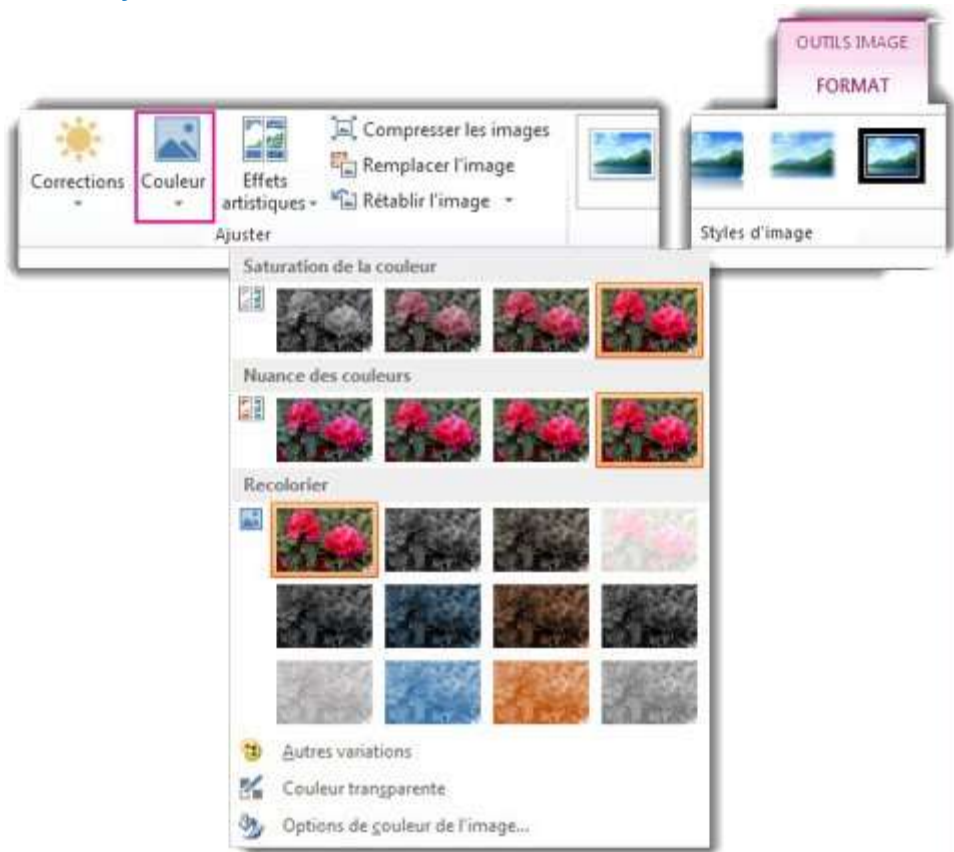 OUTILS IMAGE
FORMAT
Corrections
Couleur
Effets
artistiques
Compresser les images
Remplacer l'image
Rétablir l'image
Ajuster
Styles d'image
Saturation de la couleur
Nuance des couleurs
Recolorier
Autres variations
Couleur transparente
Options de couleur de l'image...